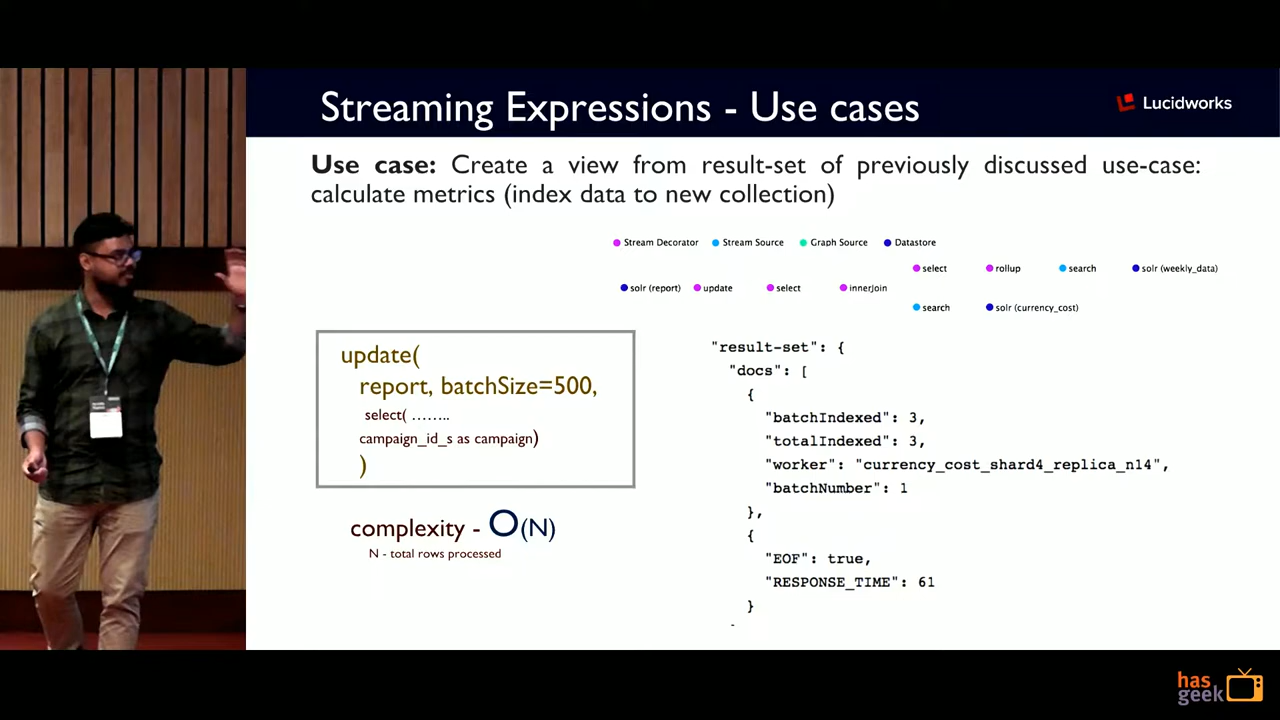 Streaming Expressions - Use cases
Lucidworks
Use case: Create a view from result-set of previously discussed use-case:
calculate metrics (index data to new collection)
Stream Decorator Stream Source Graph Source Datastore
select rollup search solr (weekly_data)
solr (report) update select innerJoin
search solr (currency_cost)
update(
report, batchSize=500,
select( ........
campaign_id_s as campaign)
)
complexity - O(N)
N - total rows processed
"result-set": {
"docs": [
{
"batchIndexed": 3,
"totalIndexed": 3,
"worker": "currency_cost_shard4_replica_n14",
"batchNumber": 1
},
{
"EOF": true,
"RESPONSE_TIME": 61
}
has
geek